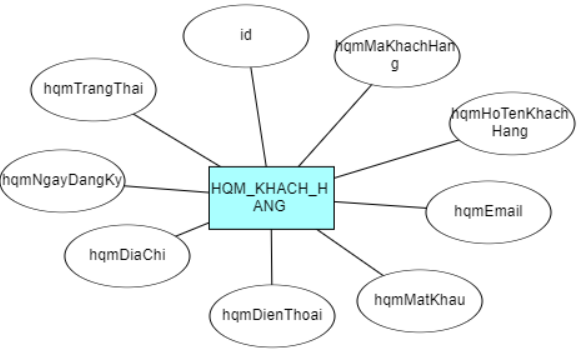 id
hqmMaKhachHan
g
hqmTrangThai
hqmHoTenKhach
Hang
HQM_KHACH_H
ANG
hqmNgayDangKy
hqmEmail
hqmDiaChi
hqmMatKhau
hqmDienThoai